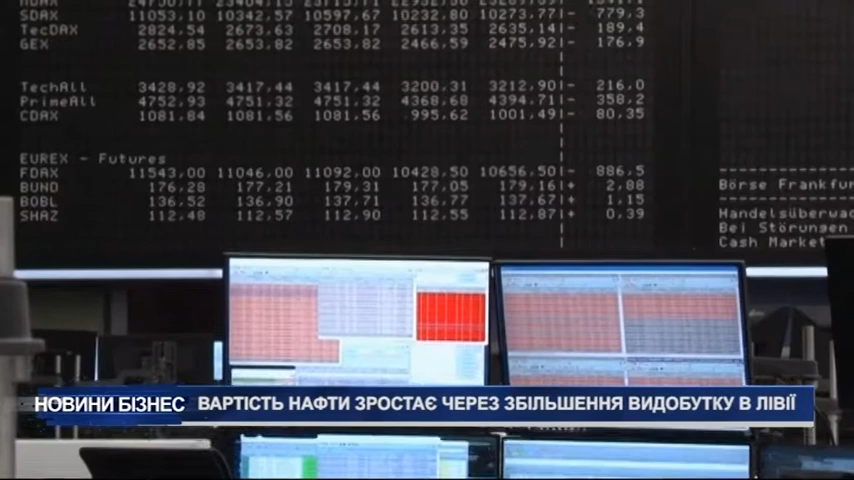 SDAX 11053,10 10342,57 10597,67 10232,80 10273,77 - 779,3
TecDAX 2824,54 2673,63 2708,17 2613,35 2635,14 - 189,4
GEX 2652,85 2653,82 2653,82 2466,59 2475,92 - 176,9
TechAll 3428,92 3417,44 3417,44 3200,31 3212,90 - 216,0
PrimeAll 4752,93 4751,32 4751,32 4368,68 4394,71 - 358,2
CDAX 1081,84 1081,56 1081,56 995,62 1001,49 - 80,35
EUREX - Futures
FDAX 11543,00 11046,00 11092,00 10428,50 10656,50 - 886,5
BUND 176,28 177,21 179,31 177,05 179,16 + 2,88
BOBL 136,52 136,90 137,71 136,77 137,67 + 1,15
SHAZ 112,48 112,57 112,90 112,55 112,87 + 0,39
Börse Frankfur
Handelsüberwac
Bei Störungen
Cash Market
НОВИНИ БІЗНЕС ВАРТІСТЬ НАФТИ ЗРОСТАЄ ЧЕРЕЗ ЗБІЛЬШЕННЯ ВИДОБУТКУ В ЛІВІЇ